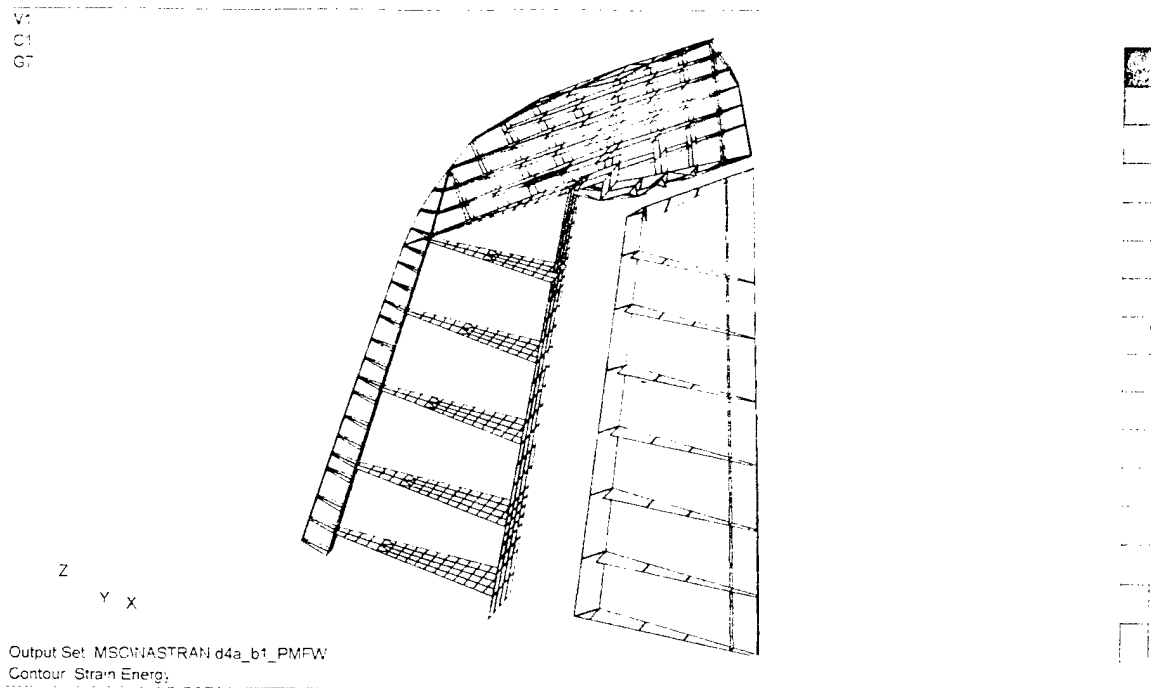 V1
C1
G7
Z
Y X
Output Set MSC\NASTRAN d4a_b1_PMFW
Contour Strain Energy